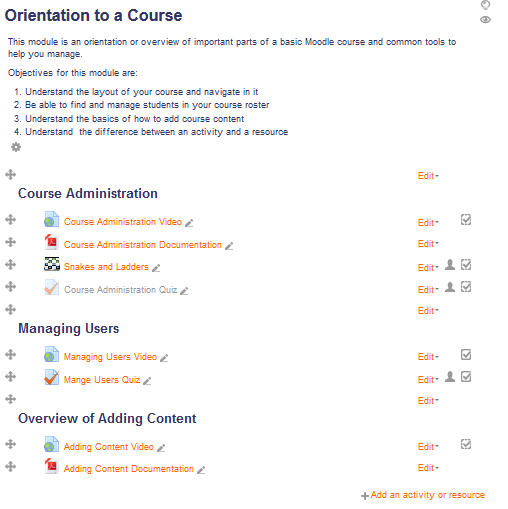 Orientation to a Course
This module is an orientation or overview of important parts of a basic Moodle course and common tools to
help you manage.
Objectives for this module are:
1. Understand the layout of your course and navigate in it
2. Be able to find and manage students in your course roster
3. Understand the basics of how to add course content
4. Understand the difference between an activity and a resource
Edit
Course Administration
Course Administration Video Edit
Course Administration Documentation Edit
Snakes and Ladders Edit
Course Administration Quiz Edit
Edit
Managing Users
Managing Users Video Edit
Mange Users Quiz Edit
Edit
Overview of Adding Content
Adding Content Video Edit
Adding Content Documentation Edit
Add an activity or resource